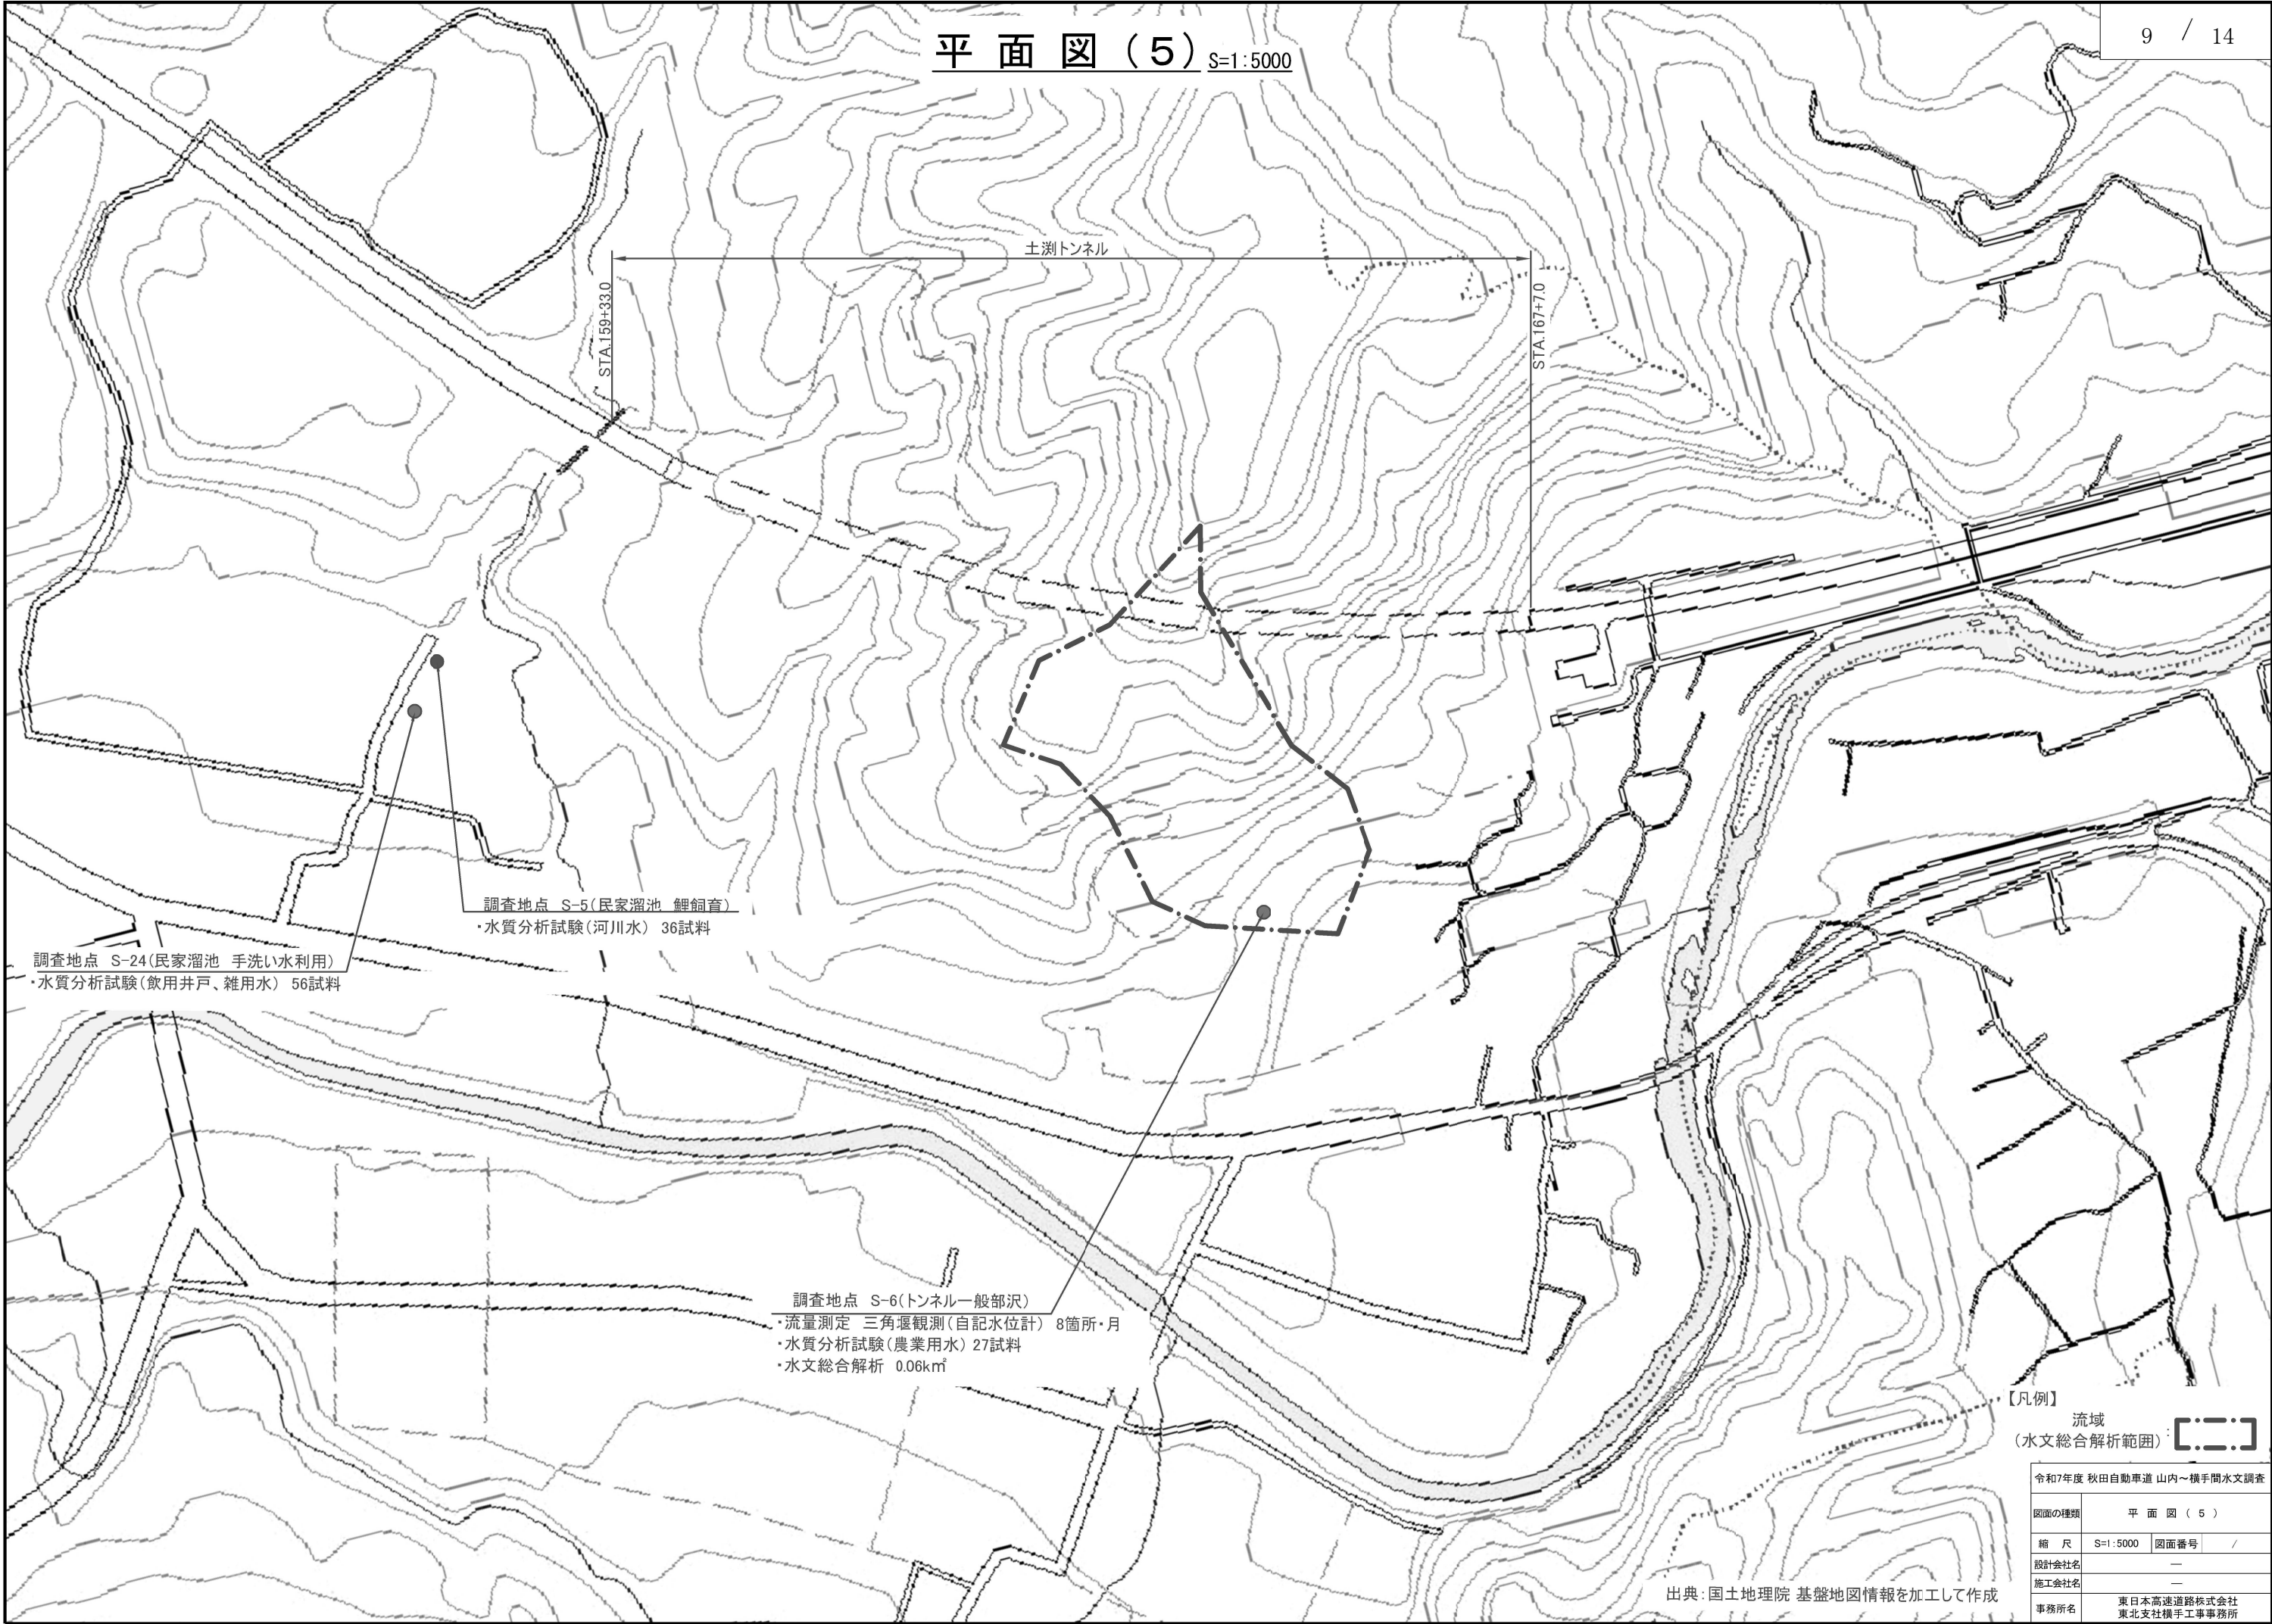 平 面 図 （５） S=1:5000
9 / 14
土渕トンネル
STA.159+33.0
STA.167+7.0
調査地点 S-5（民家溜池 鯉飼育）
・水質分析試験（河川水） 36試料
調査地点 S-24（民家溜池 手洗い水利用）
・水質分析試験（飲用井戸、雑用水） 56試料
調査地点 S-6（トンネル一般部沢）
・流量測定 三角堰観測（自記水位計） 8箇所・月
・水質分析試験（農業用水） 27試料
・水文総合解析 0.06k㎡
【凡例】
流域
（水文総合解析範囲）:
令和7年度 秋田自動車道 山内～横手間水文調査
図面の種類 平 面 図 （ 5 ）
縮 尺 S=1:5000 図面番号 /
設計会社名 ―
施工会社名 ―
事務所名 東日本高速道路株式会社
東北支社横手工事事務所
出典：国土地理院 基盤地図情報を加工して作成